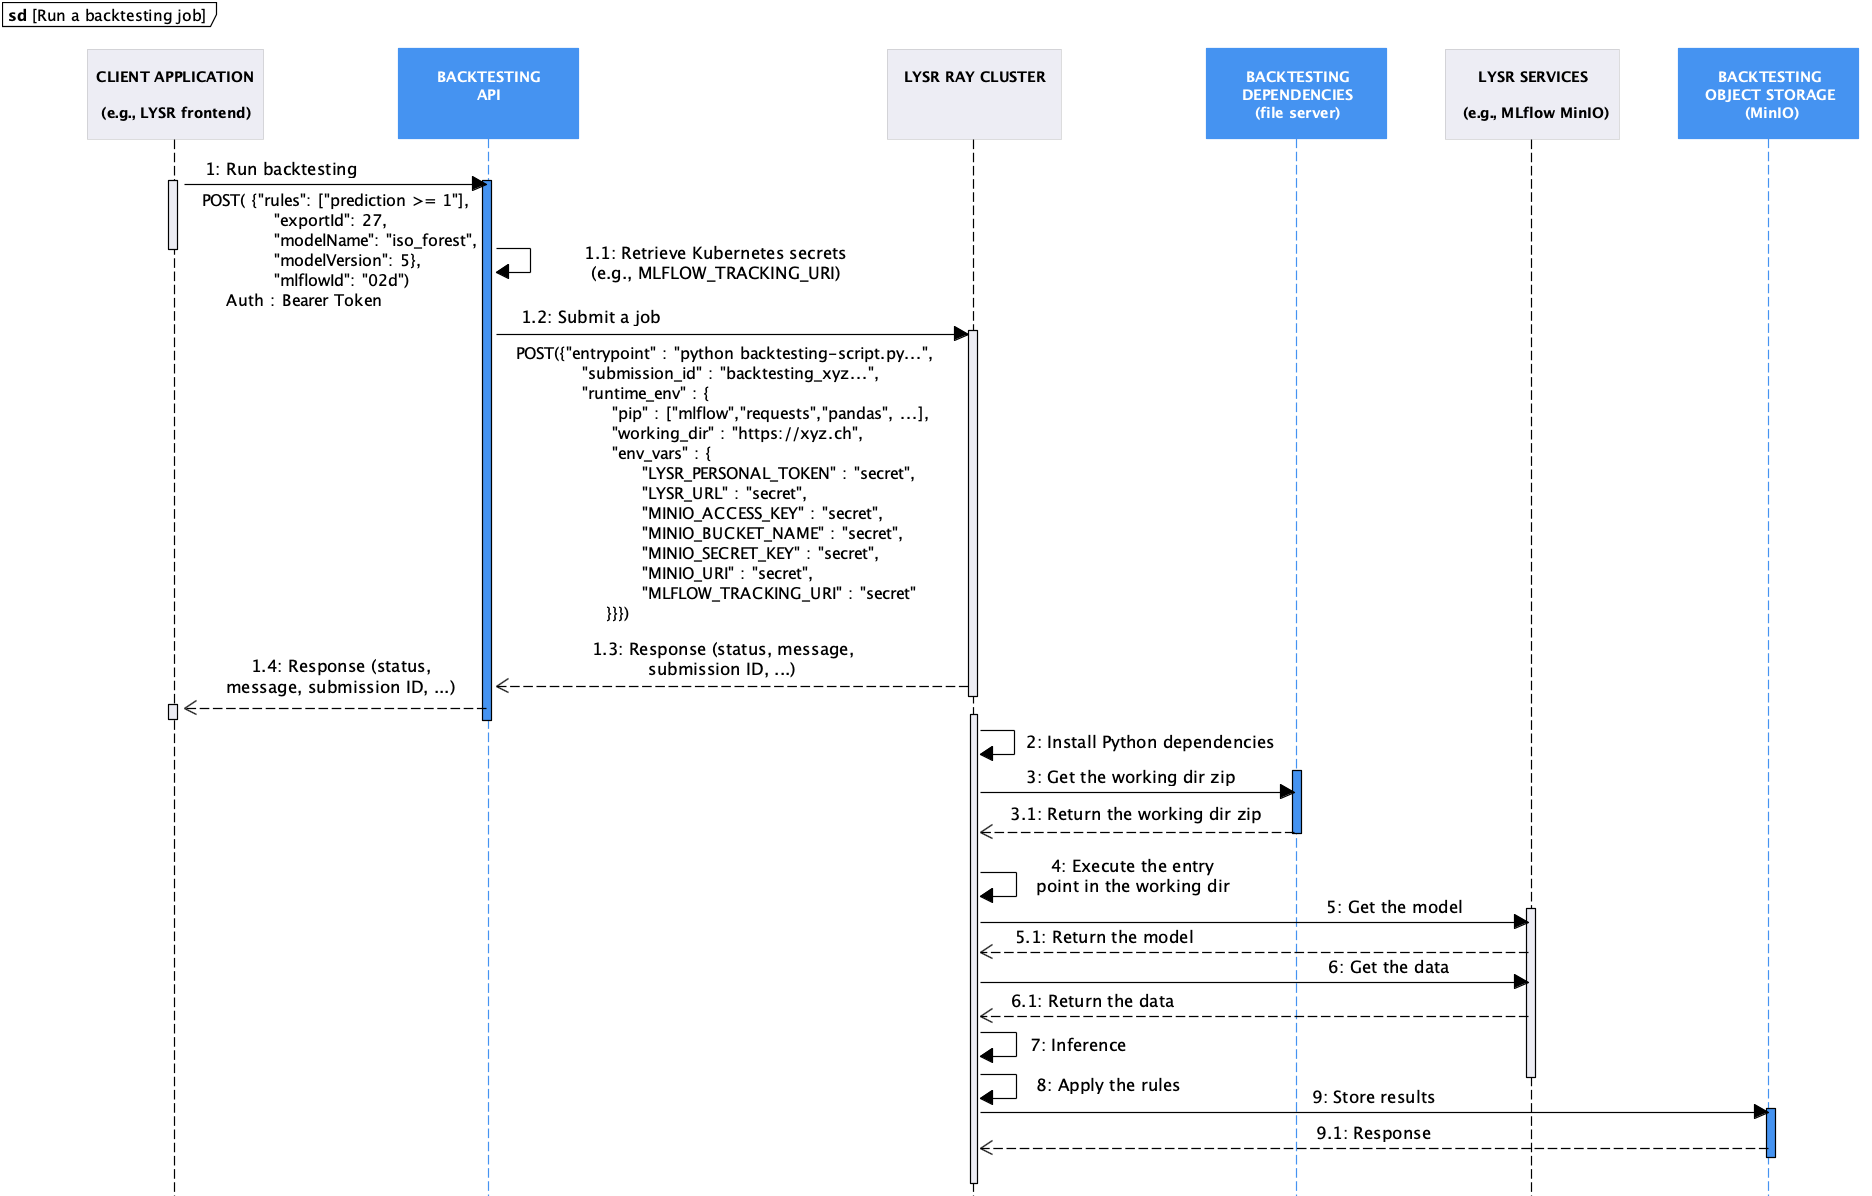 sd [Run a backtesting job]
CLIENT APPLICATION
(e.g., LYSR frontend)
BACKTESTING
API
LYSR RAY CLUSTER
BACKTESTING
DEPENDENCIES
(file server)
LYSR SERVICES
(e.g., MLflow MinIO)
BACKTESTING
OBJECT STORAGE
(MinIO)
1: Run backtesting
POST( {"rules": ["prediction >= 1"],
"exportId": 27,
"modelName": "iso_forest",
"modelVersion": 5},
"mlflowId": "02d")
Auth : Bearer Token
1.1: Retrieve Kubernetes secrets
(e.g., MLFLOW_TRACKING_URI)
1.2: Submit a job
POST({"entrypoint" : "python backtesting-script.py...",
"submission_id" : "backtesting_xyz...",
"runtime_env" : {
"pip" : ["mlflow","requests","pandas", ...],
"working_dir" : "https://xyz.ch",
"env_vars" : {
"LYSR_PERSONAL_TOKEN" : "secret",
"LYSR_URL" : "secret",
"MINIO_ACCESS_KEY" : "secret",
"MINIO_BUCKET_NAME" : "secret",
"MINIO_SECRET_KEY" : "secret",
"MINIO_URI" : "secret",
"MLFLOW_TRACKING_URI" : "secret"
}}})
1.3: Response (status, message,
submission ID, ...)
1.4: Response (status,
message, submission ID, ...)
2: Install Python dependencies
3: Get the working dir zip
3.1: Return the working dir zip
4: Execute the entry
point in the working dir
5: Get the model
5.1: Return the model
6: Get the data
6.1: Return the data
7: Inference
8: Apply the rules
9: Store results
9.1: Response